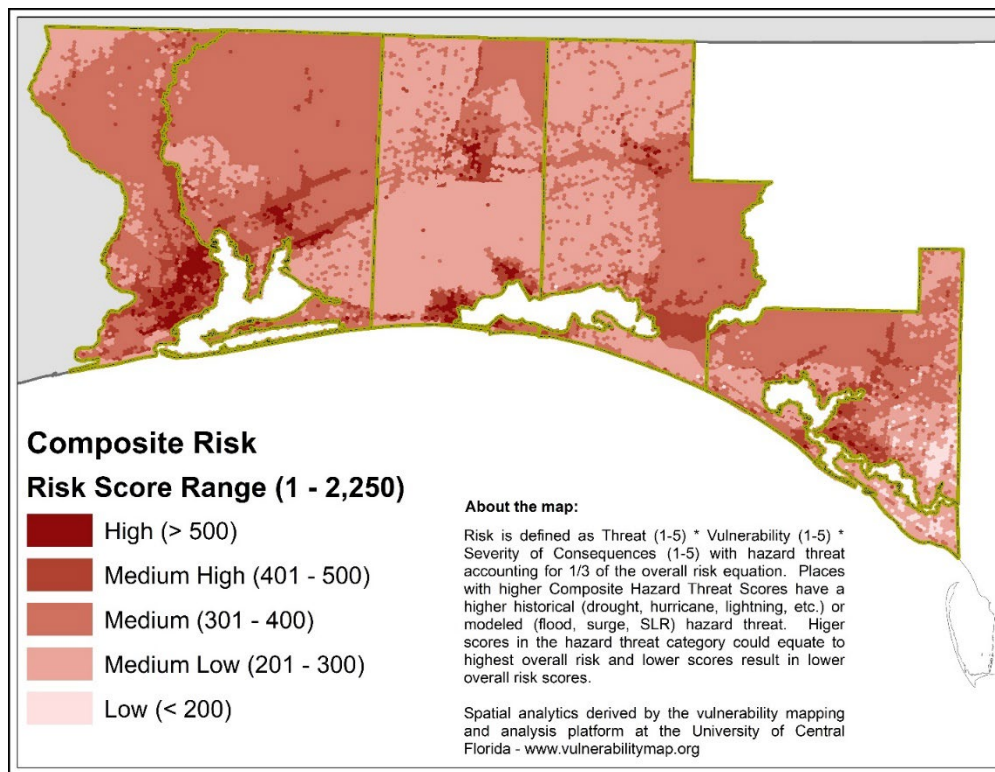 Composite Risk
Risk Score Range (1 - 2,250)
High (> 500)
Medium High (401 - 500)
Medium (301 - 400)
Medium Low (201 - 300)
Low (< 200)
About the map:
Risk is defined as Threat (1-5) * Vulnerability (1-5) *
Severity of Consequences (1-5) with hazard threat
accounting for 1/3 of the overall risk equation. Places
with higher Composite Hazard Threat Scores have a
higher historical (drought, hurricane, lightning, etc.) or
modeled (flood, surge, SLR) hazard threat. Higer
scores in the hazard threat category could equate to
highest overall risk and lower scores result in lower
overall risk scores.
Spatial analytics derived by the vulnerability mapping
and analysis platform at the University of Central
Florida - www.vulnerabilitymap.org